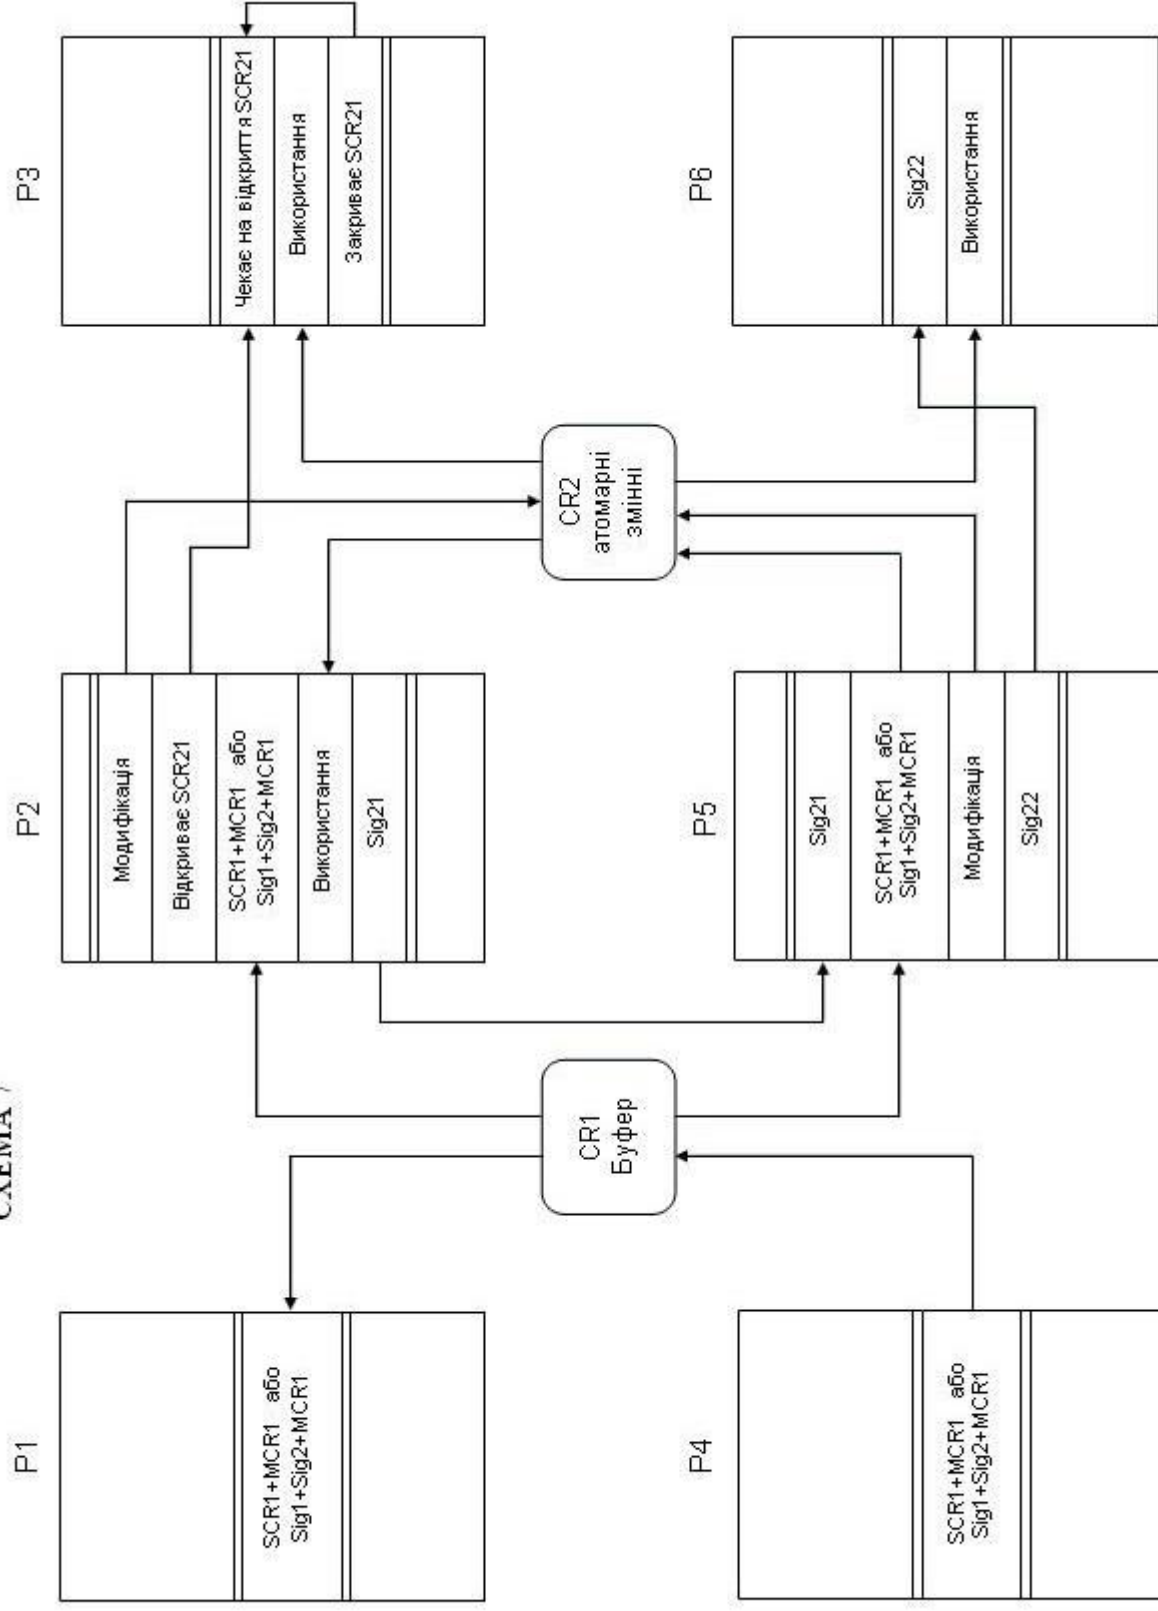 СХЕМА 7
P1
P2
P3
SCR1+MCR1 або
Sig1+Sig2+MCR1
Модифікація
Відкриває SCR21
SCR1+MCR1 або
Sig1+Sig2+MCR1
Використання
Sig21
Чекає на відкриття SCR21
Використання
Закриває SCR21
CR1
Буфер
CR2
атомарні
змінні
P4
P5
P6
SCR1+MCR1 або
Sig1+Sig2+MCR1
Sig21
SCR1+MCR1 або
Sig1+Sig2+MCR1
Модифікація
Sig22
Sig22
Використання